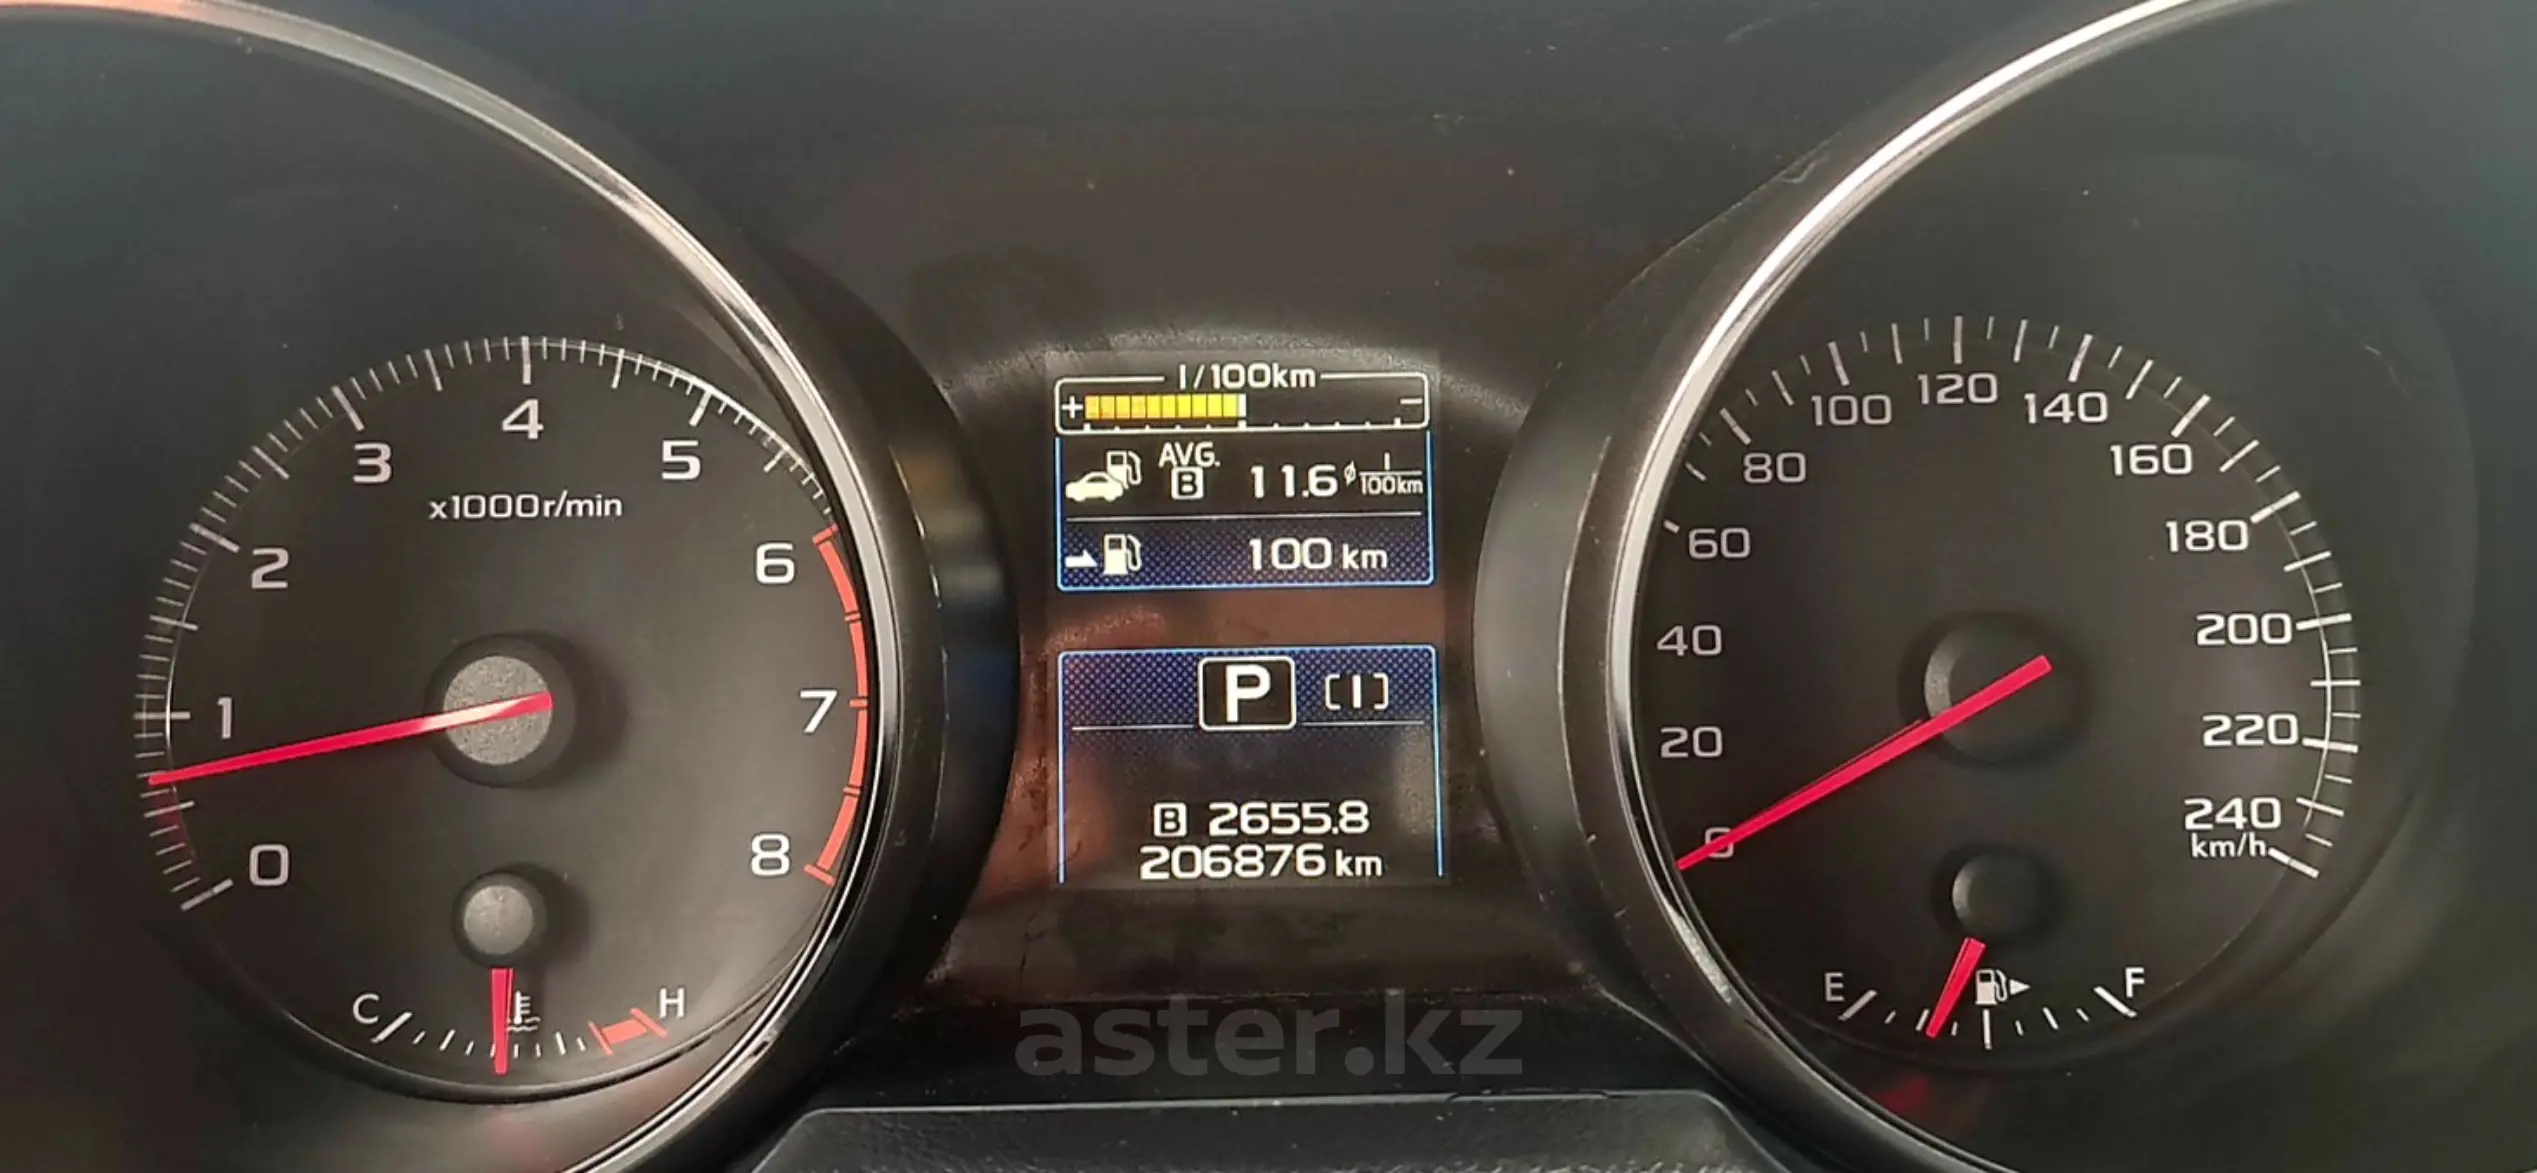 0
1
2
3
4
5
6
7
8
x1000r/min
C
H
l/100km
+ −
AVG.
B 11.6 ⌀ l/100km
100 km
P [I]
B 2655.8
206876 km
0
20
40
60
80
100
120
140
160
180
200
220
240
km/h
E
F
aster.kz